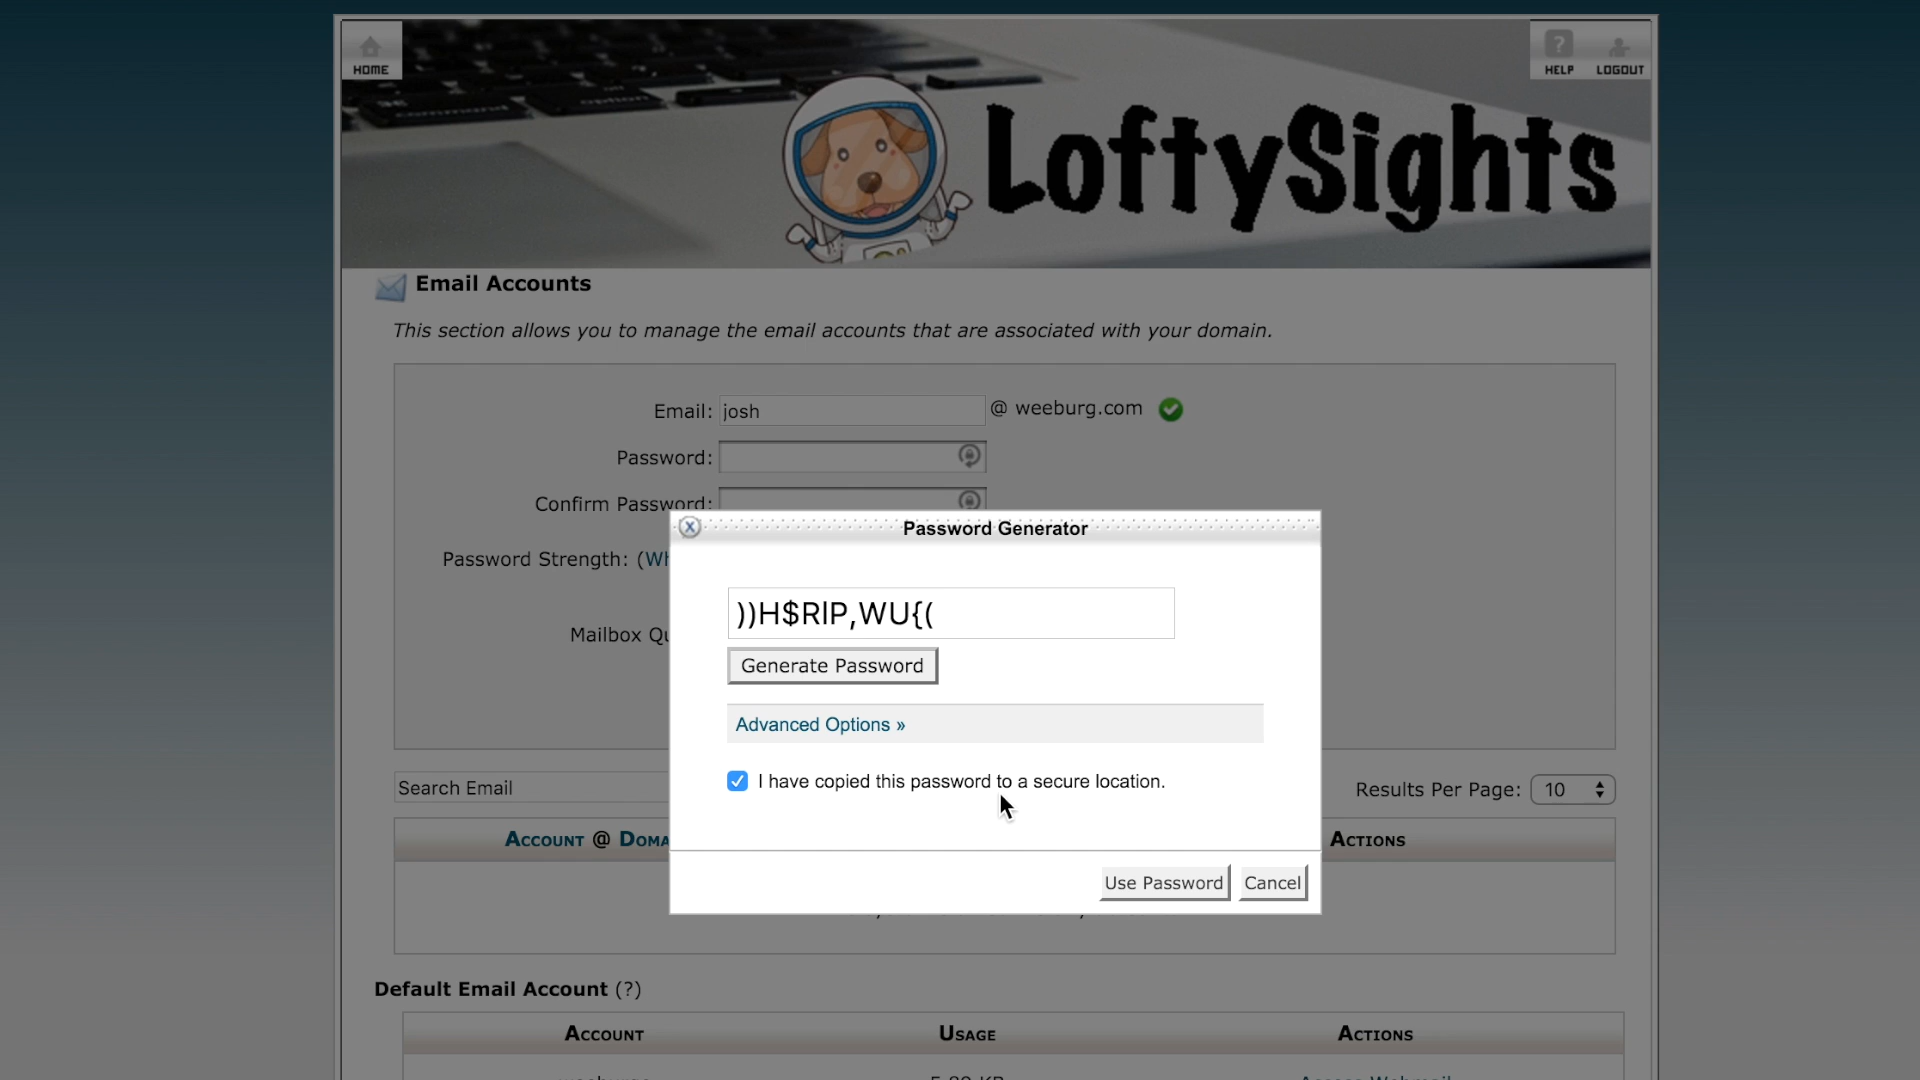 HOME
HELP
LOGOUT
command
option
LoftySights
Email Accounts
This section allows you to manage the email accounts that are associated with your domain.
Email: josh @ weeburg.com
Password:
Confirm Password:
Password Generator
Password Strength: (Wh
))H$RlP,WU{(
Mailbox Qu
Generate Password
Advanced Options »
I have copied this password to a secure location.
Search Email
Results Per Page: 10
Account @ Doma
Actions
Use Password
Cancel
Default Email Account (?)
Account
Usage
Actions